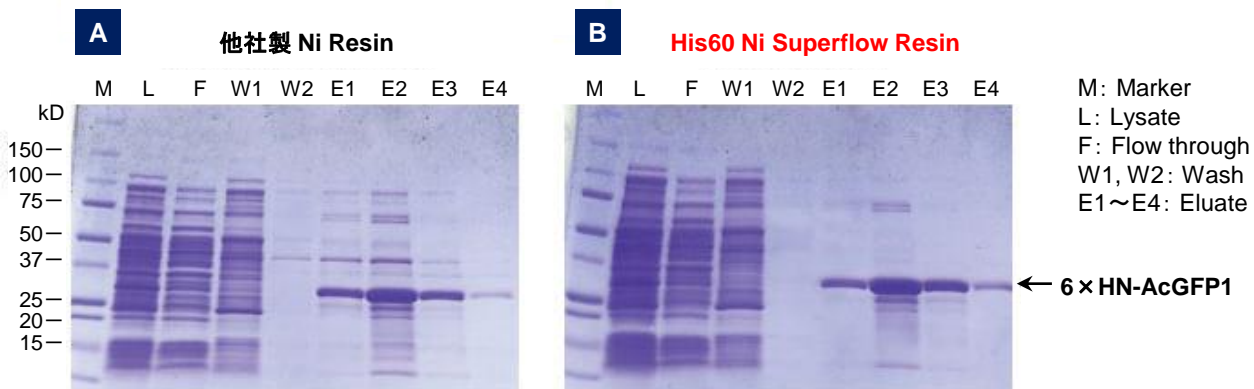 A
他社製 Ni Resin
M L F W1 W2 E1 E2 E3 E4
kD
150
100
75
50
37
25
20
15
B
His60 Ni Superflow Resin
M L F W1 W2 E1 E2 E3 E4
6×HN-AcGFP1
M: Marker
L: Lysate
F: Flow through
W1, W2: Wash
E1～E4: Eluate